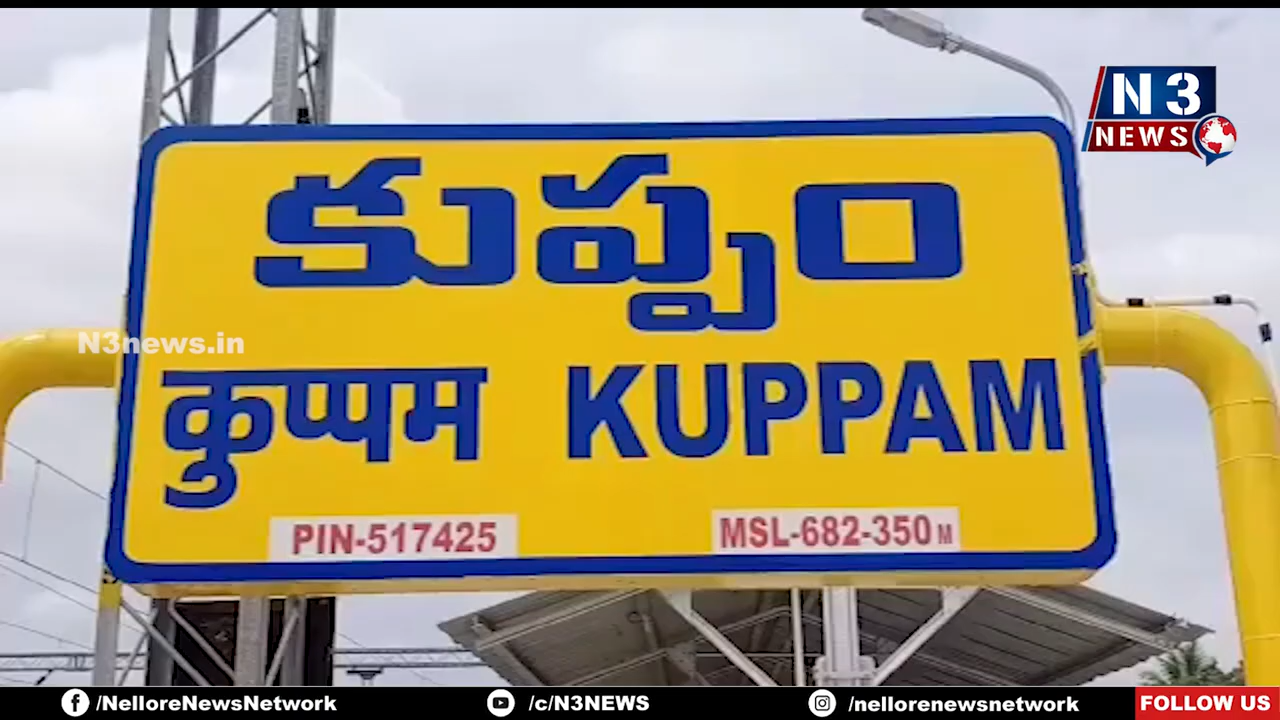 N3
NEWS
కుప్పం
N3news.in
कुप्पम KUPPAM
PIN-517425 MSL-682-350 M
/NelloreNewsNetwork /c/N3NEWS /nellorenewsnetwork FOLLOW US